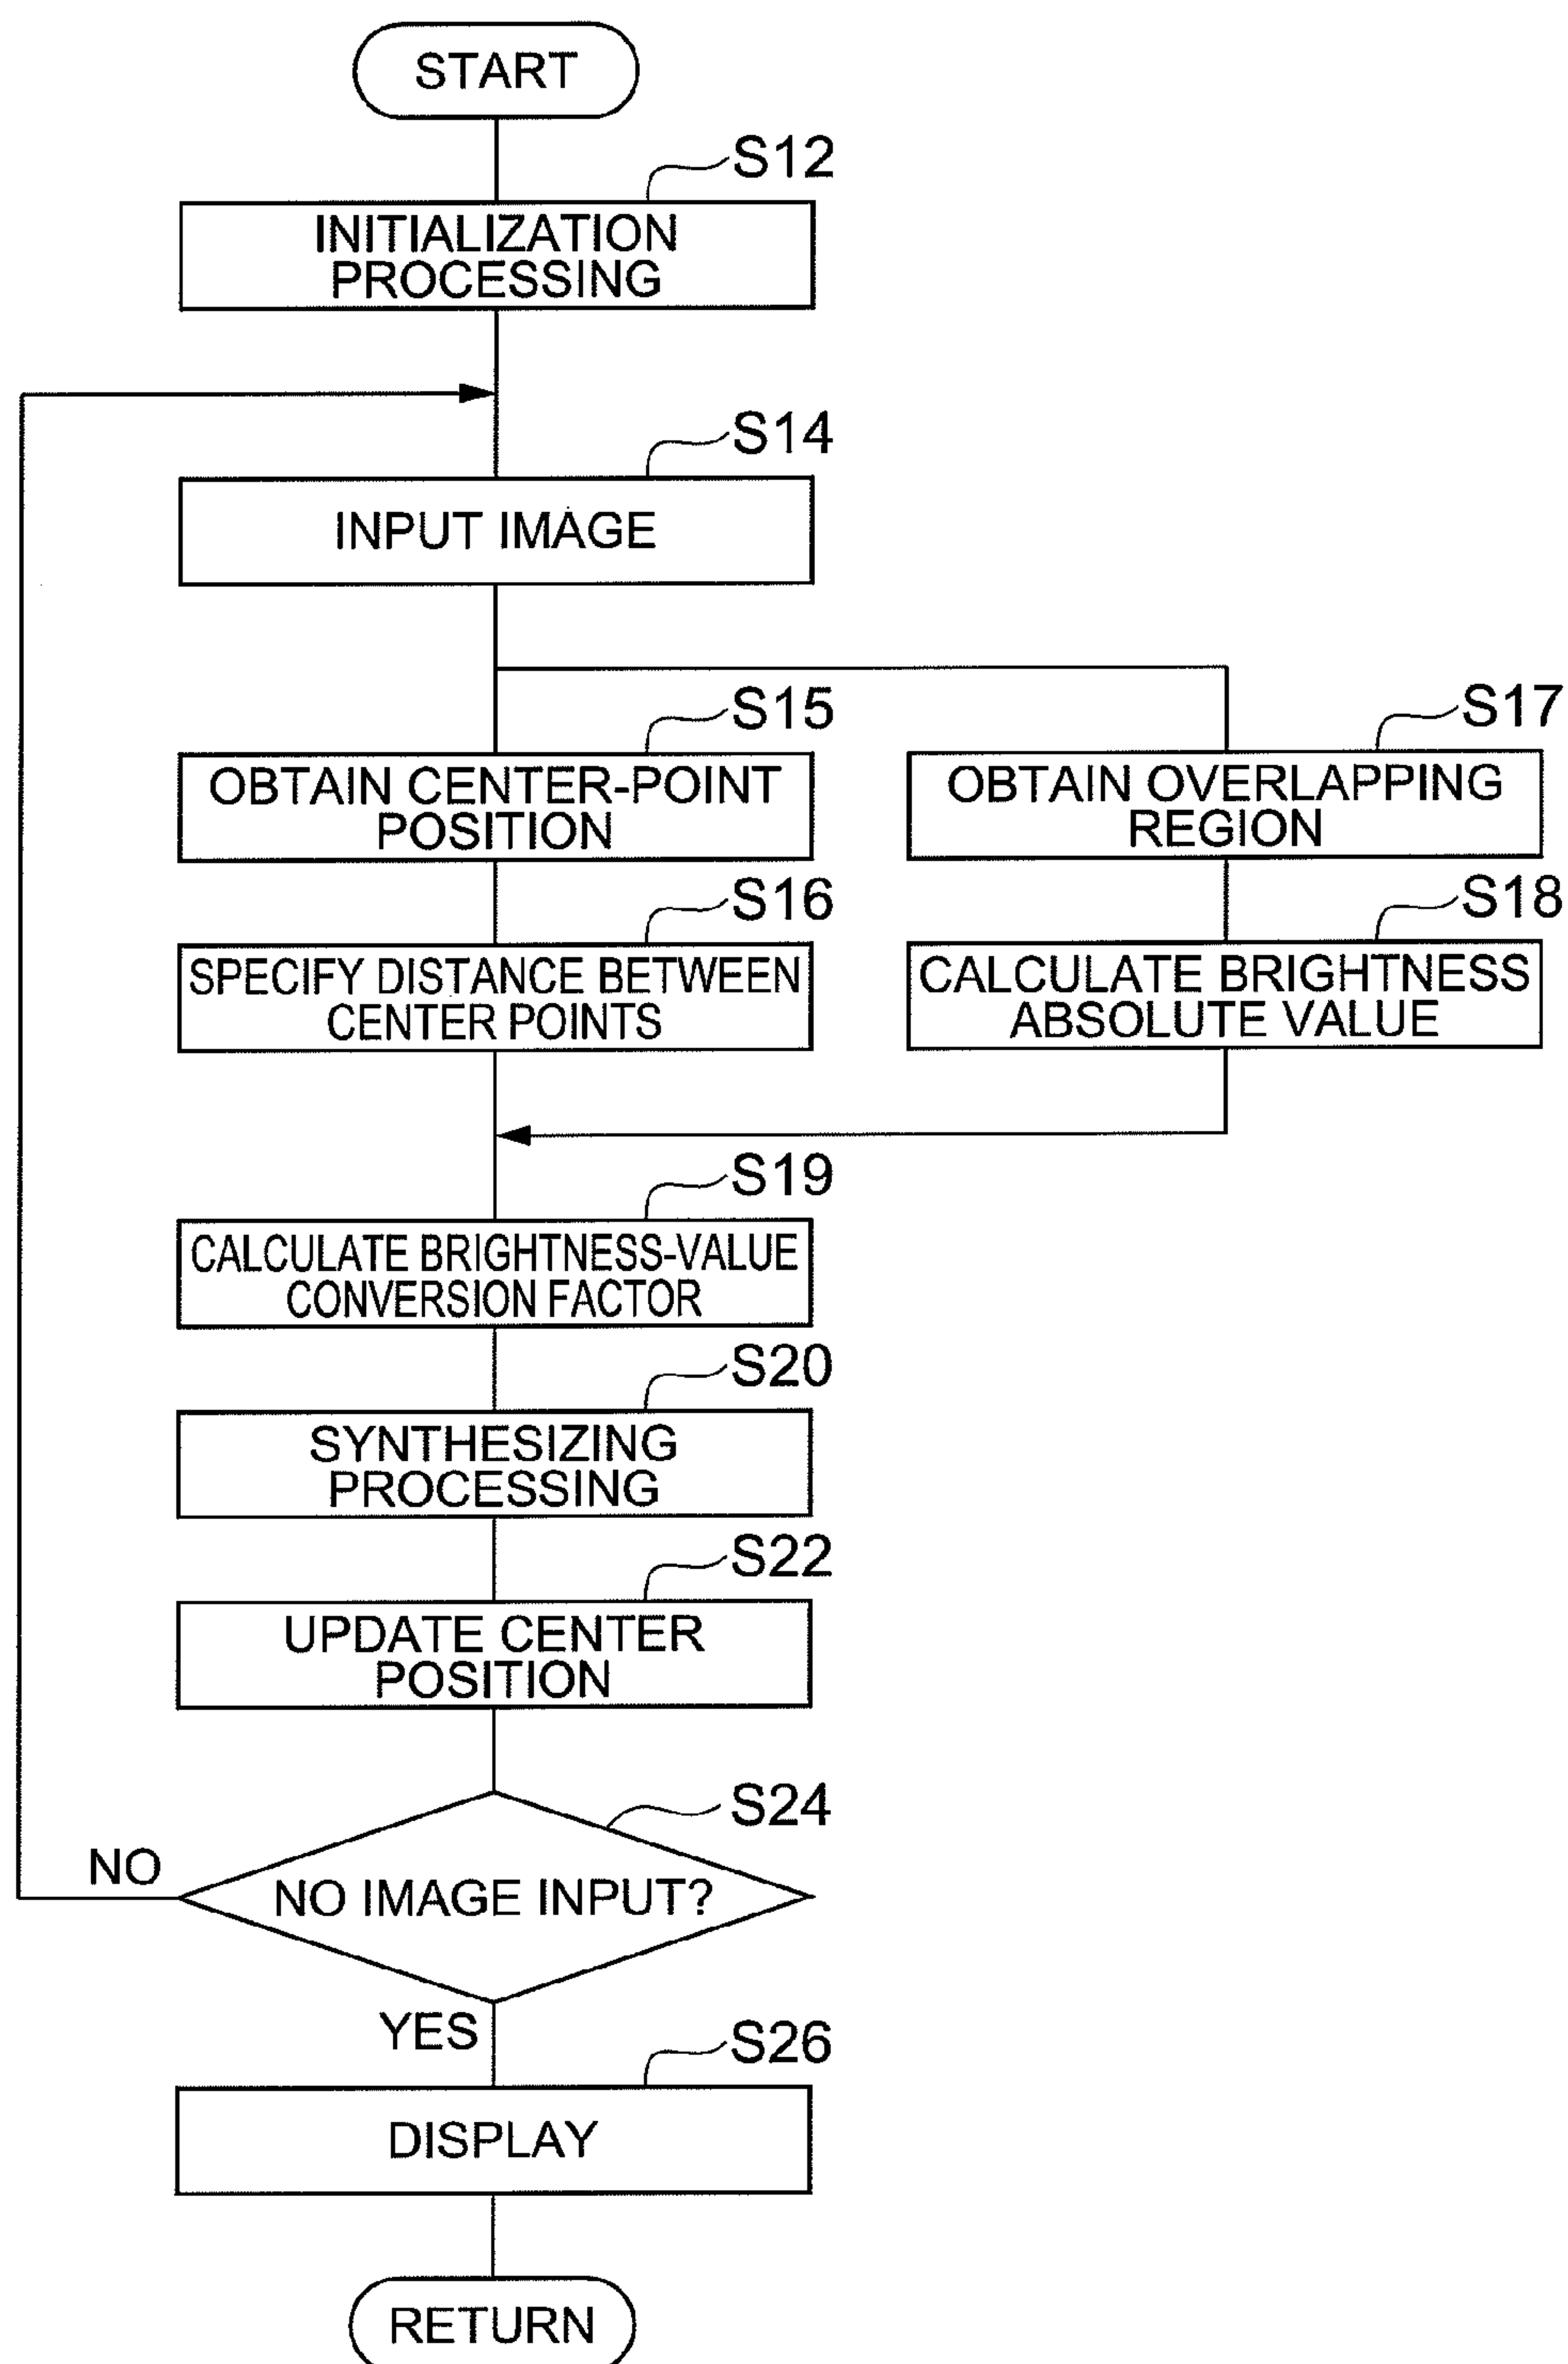 START
S12
INITIALIZATION
PROCESSING
S14
INPUT IMAGE
S15
OBTAIN CENTER-POINT
POSITION
S17
OBTAIN OVERLAPPING
REGION
S16
SPECIFY DISTANCE BETWEEN
CENTER POINTS
S18
CALCULATE BRIGHTNESS
ABSOLUTE VALUE
S19
CALCULATE BRIGHTNESS-VALUE
CONVERSION FACTOR
S20
SYNTHESIZING
PROCESSING
S22
UPDATE CENTER
POSITION
S24
NO
NO IMAGE INPUT?
YES
S26
DISPLAY
RETURN